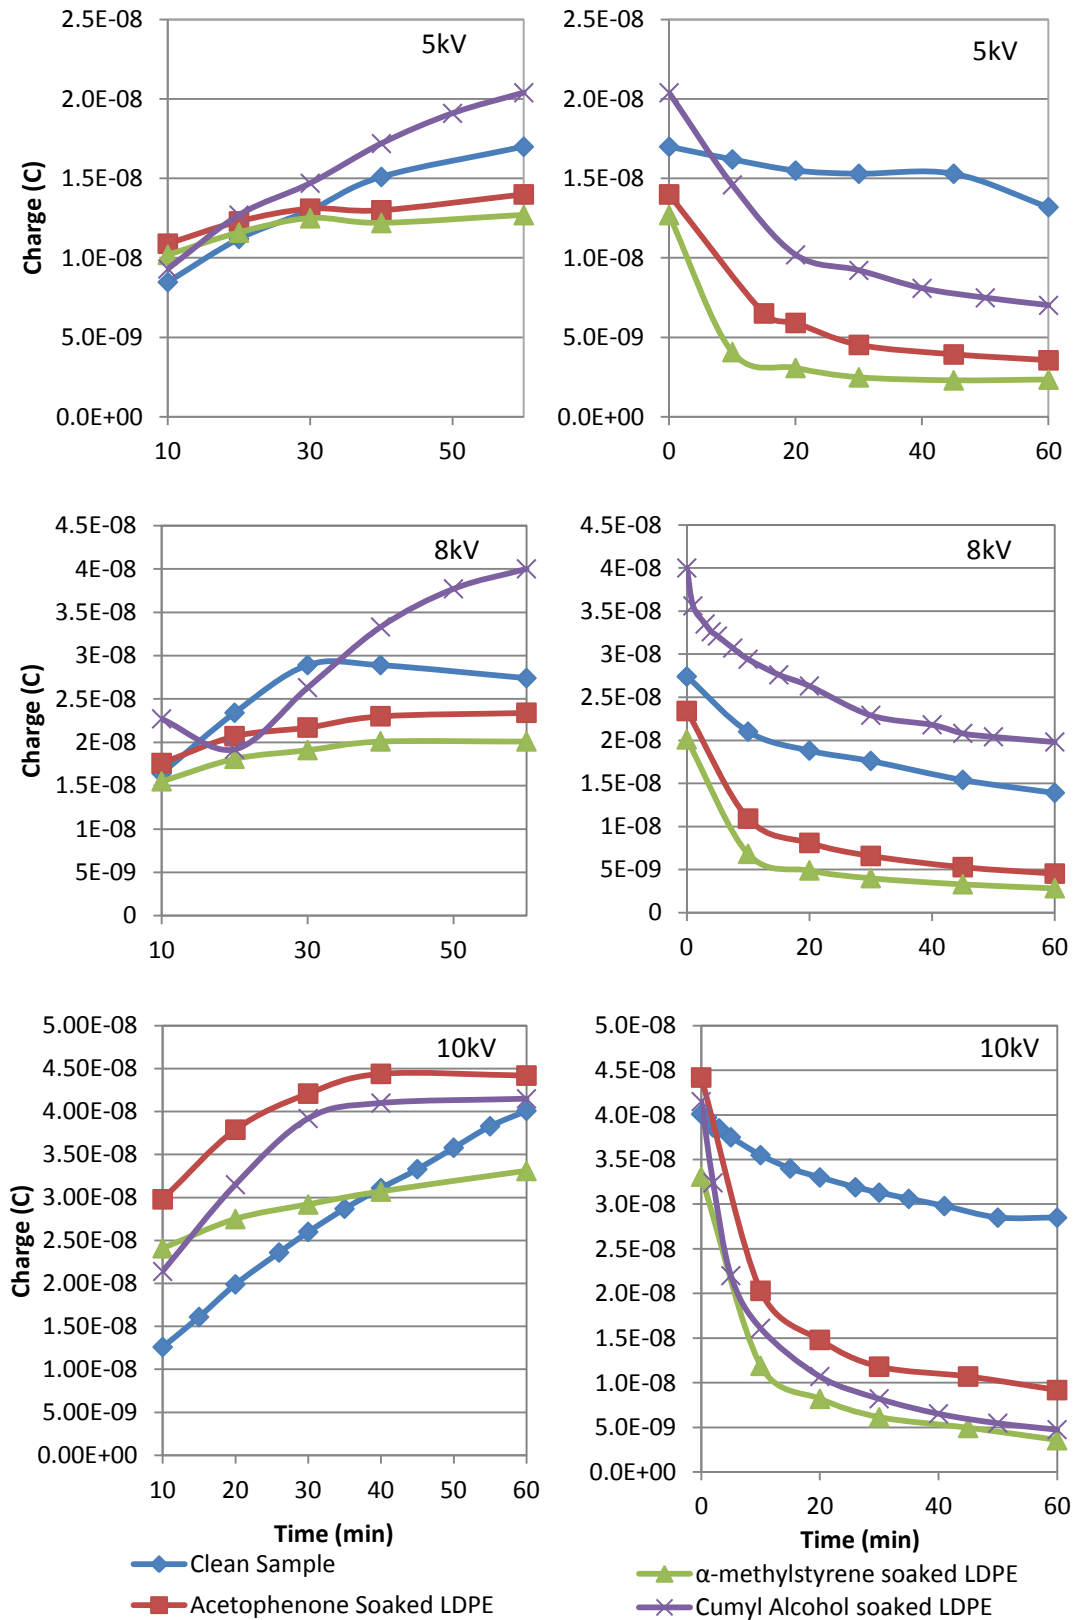 5kV
2.5E-08
2.0E-08
1.5E-08
1.0E-08
5.0E-09
0.0E+00
Charge (C)
10 30 50
5kV
2.5E-08
2.0E-08
1.5E-08
1.0E-08
5.0E-09
0.0E+00
0 20 40 60
8kV
4.5E-08
4E-08
3.5E-08
3E-08
2.5E-08
2E-08
1.5E-08
1E-08
5E-09
0
Charge (C)
10 30 50
8kV
4.5E-08
4E-08
3.5E-08
3E-08
2.5E-08
2E-08
1.5E-08
1E-08
5E-09
0
0 20 40 60
10kV
5.00E-08
4.50E-08
4.00E-08
3.50E-08
3.00E-08
2.50E-08
2.00E-08
1.50E-08
1.00E-08
5.00E-09
0.00E+00
Charge (C)
10 20 30 40 50 60
Time (min)
10kV
5.0E-08
4.5E-08
4.0E-08
3.5E-08
3.0E-08
2.5E-08
2.0E-08
1.5E-08
1.0E-08
5.0E-09
0.0E+00
0 20 40 60
Time (min)
Clean Sample
Acetophenone Soaked LDPE
α-methylstyrene soaked LDPE
Cumyl Alcohol soaked LDPE